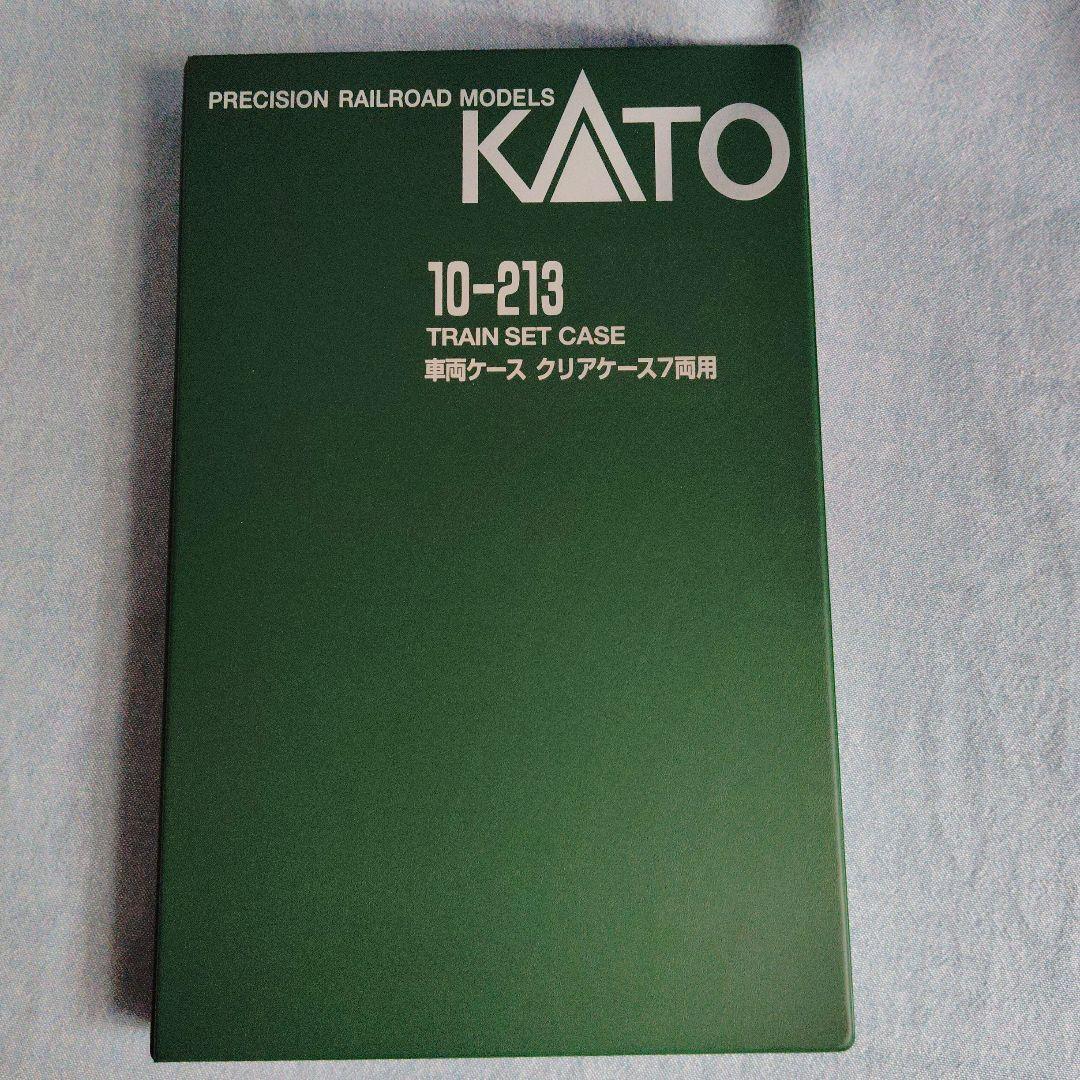 PRECISION RAILROAD MODELS
KATO
10-213
TRAIN SET CASE
車両ケース クリアケース7両用